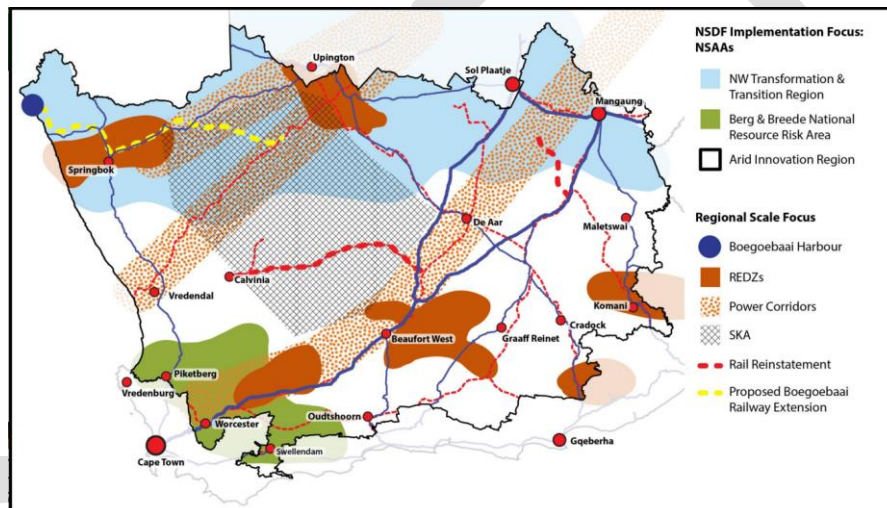 Upington
Sol Plaatje
Mangaung
Springbok
De Aar
Maletswai
Calvinia
Vredendal
Komani
Beaufort West
Graaff Reinet
Cradock
Piketberg
Vredenburg
Worcester
Oudtshoorn
Swellendam
Cape Town
Gqeberha
NSDF Implementation Focus:
NSAAs
NW Transformation &
Transition Region
Berg & Breede National
Resource Risk Area
Arid Innovation Region
Regional Scale Focus
Boegoebaai Harbour
REDZs
Power Corridors
SKA
Rail Reinstatement
Proposed Boegoebaai
Railway Extension